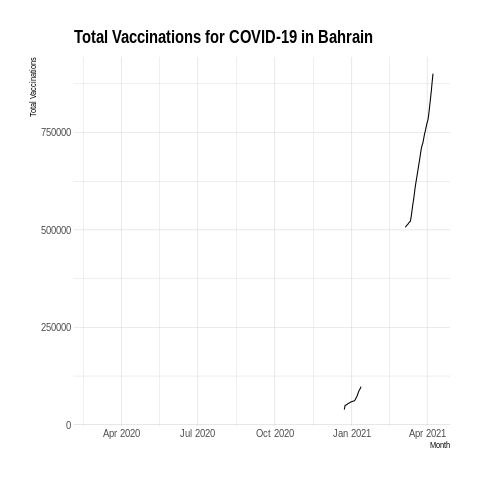 Total Vaccinations for COVID-19 in Bahrain
Total Vaccinations
750000
500000
250000
0
Apr 2020 Jul 2020 Oct 2020 Jan 2021 Apr 2021
Month